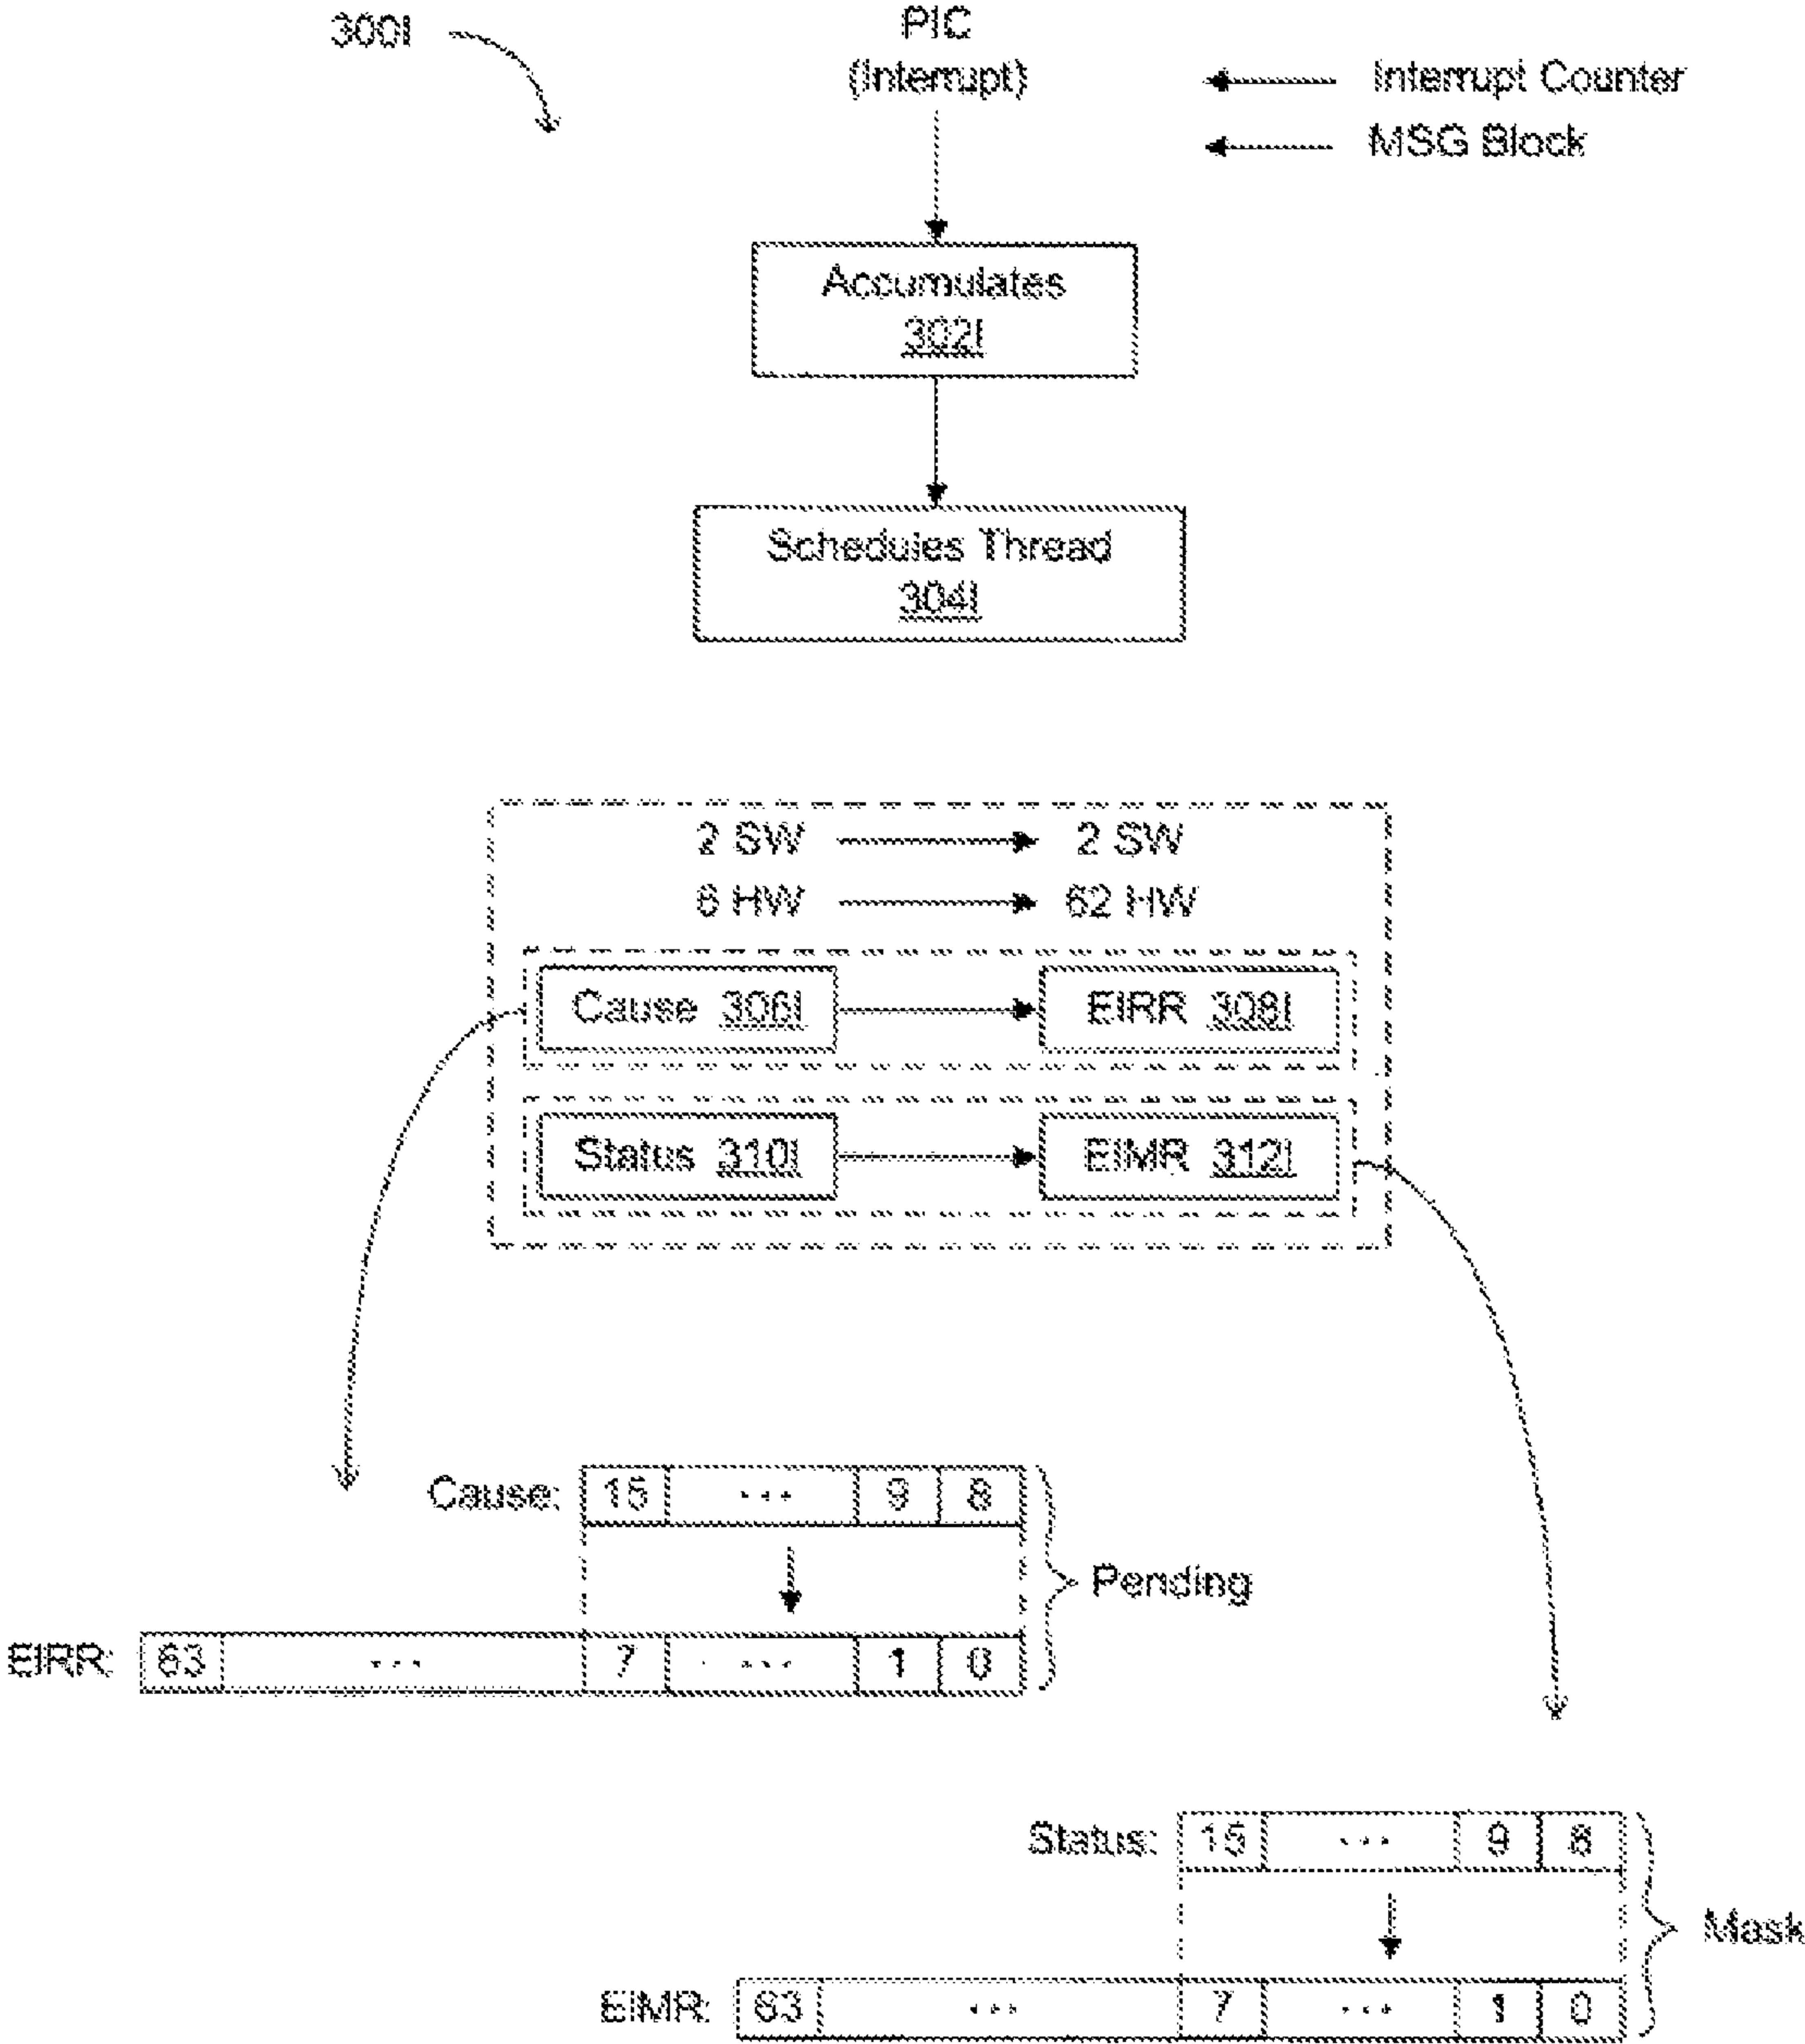 300I
PIC
(Interrupt)
Interrupt Counter
MSG Block
Accumulates
302I
Schedules Thread
304I
2 SW 2 SW
6 HW 62 HW
Cause 306I EIRR 308I
Status 310I EIMR 312I
Cause: 15 ... 9 8
Pending
EIRR: 63 ... 7 ... 1 0
Status: 15 ... 9 8
Mask
EIMR: 63 ... 7 ... 1 0